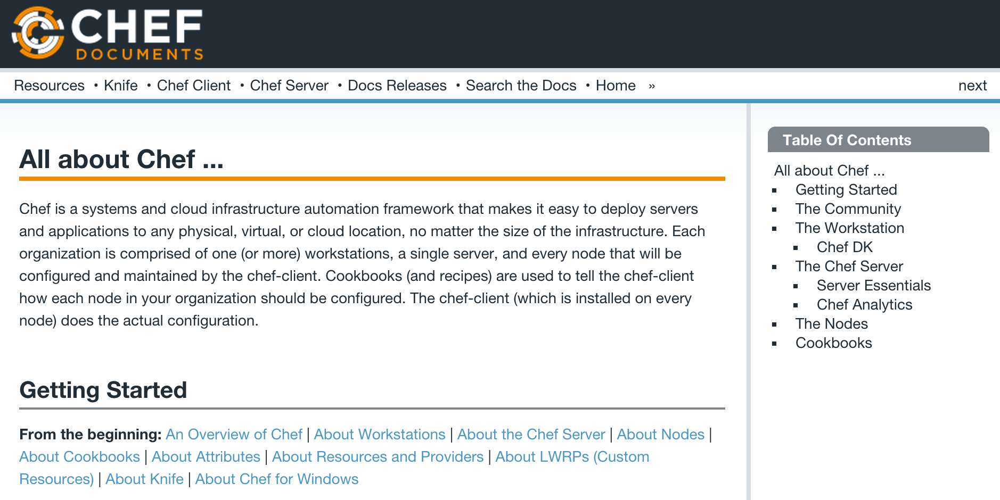 CHEF
DOCUMENTS
Resources • Knife • Chef Client • Chef Server • Docs Releases • Search the Docs • Home » next
All about Chef ...
Chef is a systems and cloud infrastructure automation framework that makes it easy to deploy servers
and applications to any physical, virtual, or cloud location, no matter the size of the infrastructure. Each
organization is comprised of one (or more) workstations, a single server, and every node that will be
configured and maintained by the chef-client. Cookbooks (and recipes) are used to tell the chef-client
how each node in your organization should be configured. The chef-client (which is installed on every
node) does the actual configuration.
Getting Started
From the beginning: An Overview of Chef | About Workstations | About the Chef Server | About Nodes |
About Cookbooks | About Attributes | About Resources and Providers | About LWRPs (Custom
Resources) | About Knife | About Chef for Windows
Table Of Contents
All about Chef ...
▪ Getting Started
▪ The Community
▪ The Workstation
▪ Chef DK
▪ The Chef Server
▪ Server Essentials
▪ Chef Analytics
▪ The Nodes
▪ Cookbooks